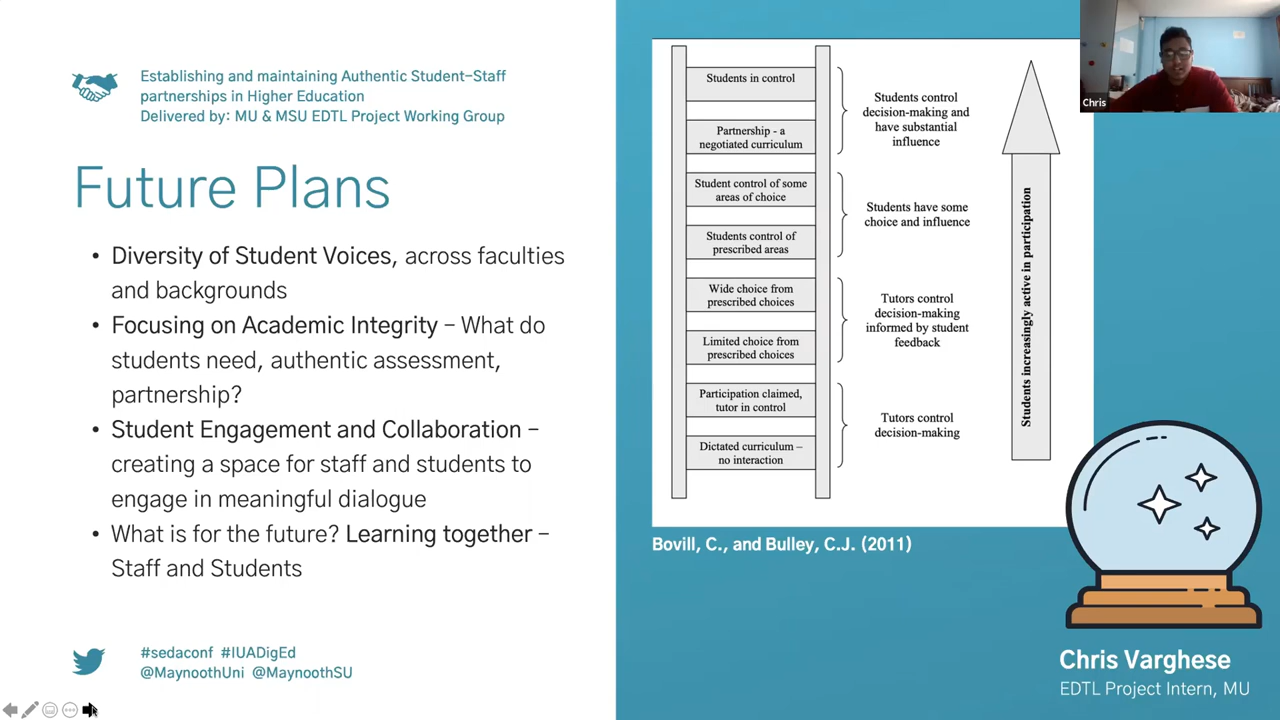 Establishing and maintaining Authentic Student-Staff
partnerships in Higher Education
Delivered by: MU & MSU EDTL Project Working Group
Future Plans
• Diversity of Student Voices, across faculties
and backgrounds
• Focusing on Academic Integrity – What do
students need, authentic assessment,
partnership?
• Student Engagement and Collaboration –
creating a space for staff and students to
engage in meaningful dialogue
• What is for the future? Learning together –
Staff and Students
#sedaconf #IUADigEd
@MaynoothUni @MaynoothSU
Students in control
Partnership - a
negotiated curriculum
Student control of some
areas of choice
Students control of
prescribed areas
Wide choice from
prescribed choices
Limited choice from
prescribed choices
Participation claimed,
tutor in control
Dictated curriculum –
no interaction
Students control
decision-making and
have substantial
influence
Students have some
choice and influence
Tutors control
decision-making
informed by student
feedback
Tutors control
decision-making
Students increasingly active in participation
Bovill, C., and Bulley, C.J. (2011)
Chris
Chris Varghese
EDTL Project Intern, MU